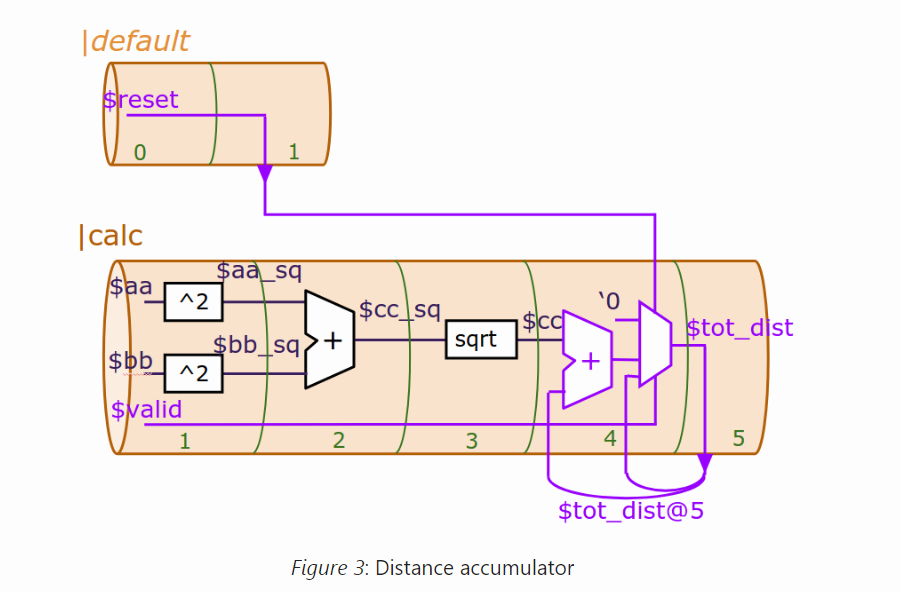 |default
$reset
0
1
|calc
$aa
^2
$aa_sq
$bb
^2
$bb_sq
+
$cc_sq
sqrt
$cc
+
`0
$tot_dist
$valid
1
2
3
4
5
$tot_dist@5
Figure 3: Distance accumulator